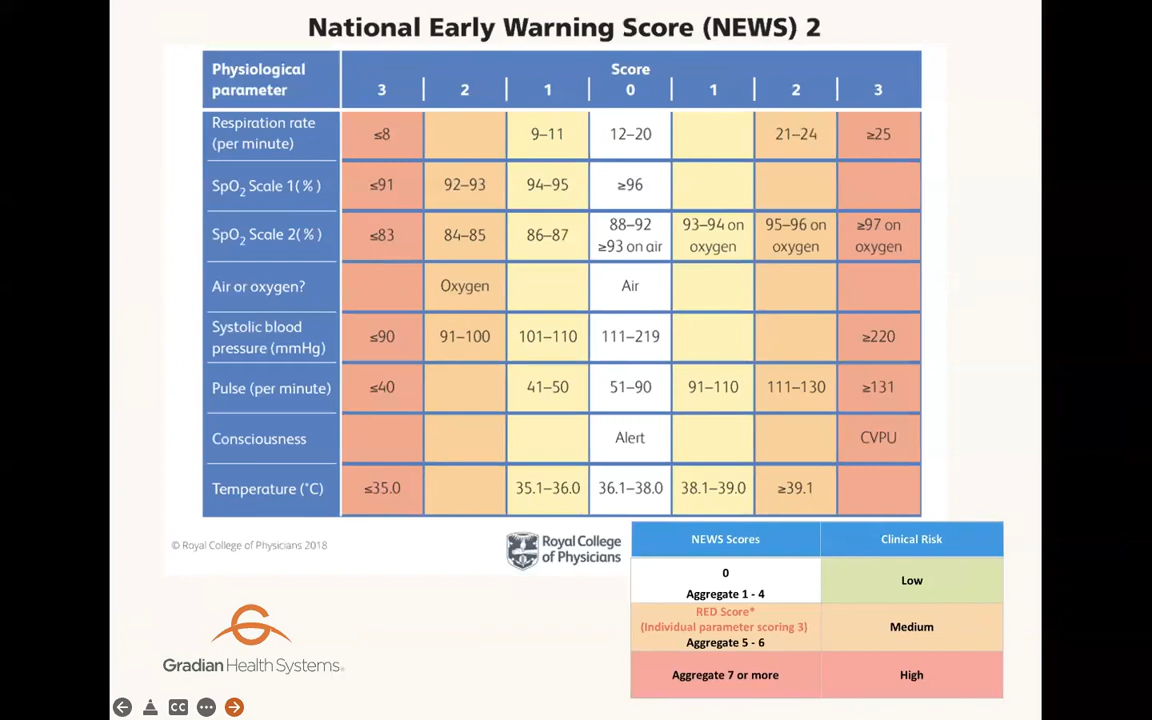 National Early Warning Score (NEWS) 2
Physiological
parameter
Score
3 2 1 0 1 2 3
Respiration rate
(per minute)
≤8 9–11 12–20 21–24 ≥25
SpO2 Scale 1(%) ≤91 92–93 94–95 ≥96
SpO2 Scale 2(%) ≤83 84–85 86–87
88–92
≥93 on air
93–94 on
oxygen
95–96 on
oxygen
≥97 on
oxygen
Air or oxygen? Oxygen Air
Systolic blood
pressure (mmHg)
≤90 91–100 101–110 111–219 ≥220
Pulse (per minute) ≤40 41–50 51–90 91–110 111–130 ≥131
Consciousness Alert CVPU
Temperature (°C) ≤35.0 35.1–36.0 36.1–38.0 38.1–39.0 ≥39.1
© Royal College of Physicians 2018
Royal College
of Physicians
NEWS Scores Clinical Risk
0
Aggregate 1 - 4
Low
RED Score*
(Individual parameter scoring 3)
Aggregate 5 - 6
Medium
Aggregate 7 or more High
Gradian Health Systems
CC